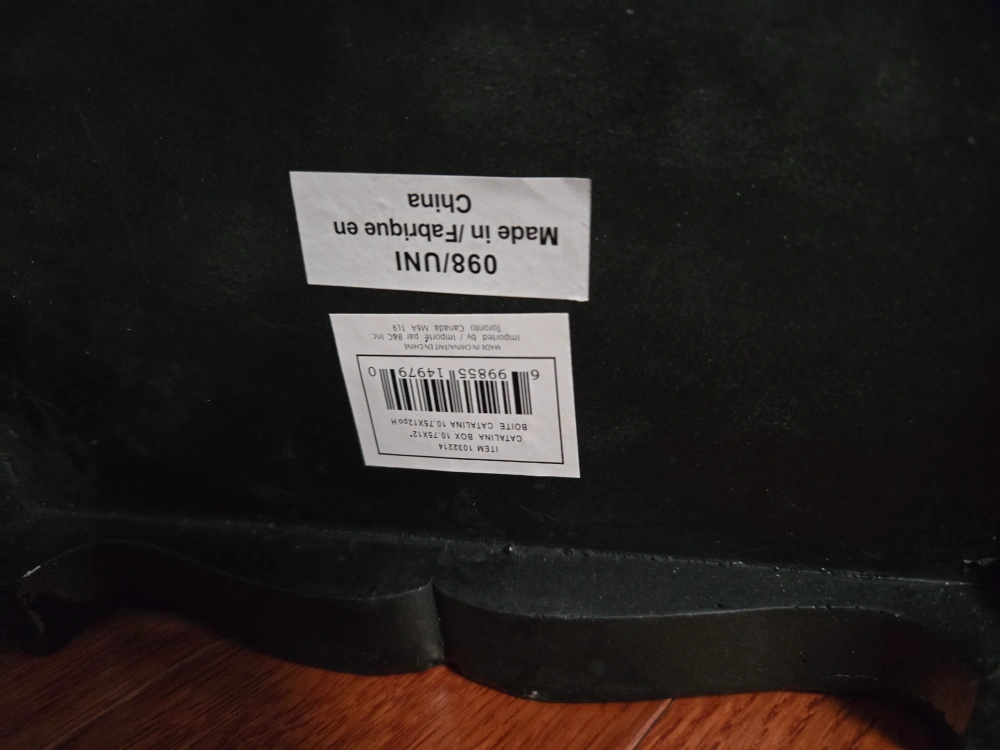 ITEM 1032214
CATALINA BOX 10.75X12"
BOITE CATALINA 10.75X12poH
6 99855 14979 0
MADE IN CHINA/FAIT EN CHINE
Imported by / Importé par B&C Inc
Toronto Canada M6A 1L9
098/UNI
Made in/Fabrique en
China